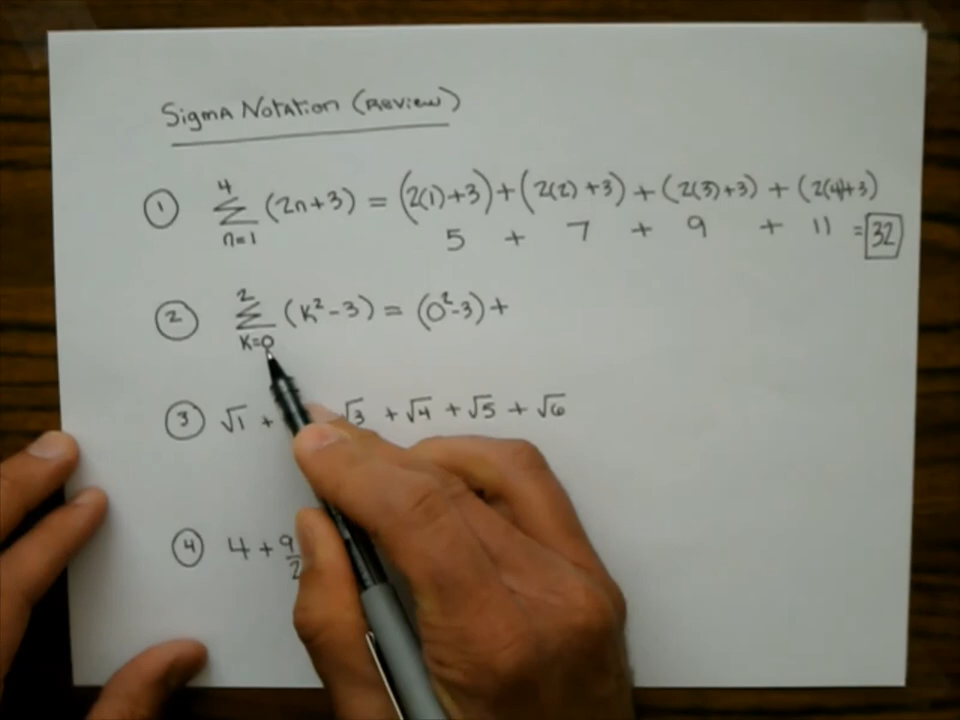 Sigma Notation (Review)
① 4 ∑ n=1 (2n+3) = (2(1)+3) + (2(2)+3) + (2(3)+3) + (2(4)+3)
5 + 7 + 9 + 11 = 32
② 2 ∑ K=0 (K²-3) = (0²-3) +
③ √1 + √3 + √4 + √5 + √6
④ 4 + 9/2